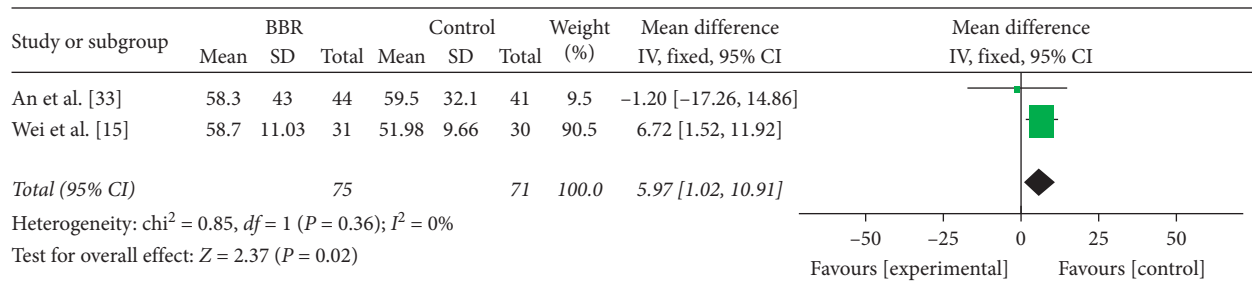 Study or subgroup BBR Control Weight (%) Mean difference Mean difference
Mean SD Total Mean SD Total IV, fixed, 95% CI IV, fixed, 95% CI
An et al. [33] 58.3 43 44 59.5 32.1 41 9.5 –1.20 [–17.26, 14.86]
Wei et al. [15] 58.7 11.03 31 51.98 9.66 30 90.5 6.72 [1.52, 11.92]
Total (95% CI) 75 71 100.0 5.97 [1.02, 10.91]
Heterogeneity: chi² = 0.85, df = 1 (P = 0.36); I² = 0%
Test for overall effect: Z = 2.37 (P = 0.02)
–50 –25 0 25 50
Favours [experimental] Favours [control]